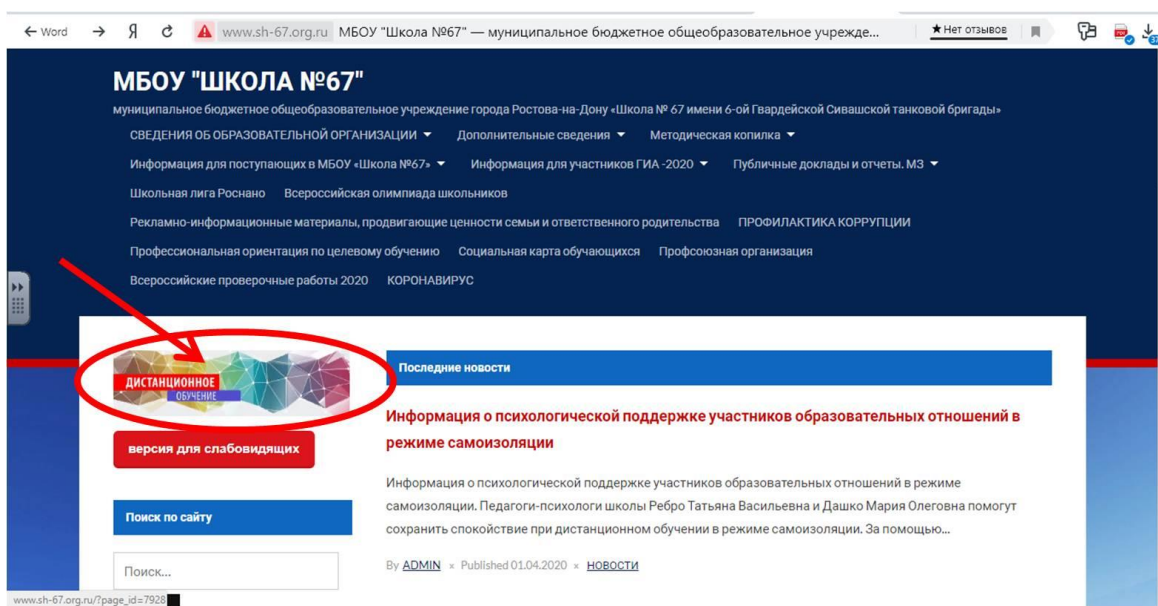 ← Word → Я www.sh-67.org.ru МБОУ "Школа №67" — муниципальное бюджетное общеобразовательное учрежде... ★ Нет отзывов
МБОУ "ШКОЛА №67"
муниципальное бюджетное общеобразовательное учреждение города Ростова-на-Дону «Школа № 67 имени 6-ой Гвардейской Сивашской танковой бригады»
СВЕДЕНИЯ ОБ ОБРАЗОВАТЕЛЬНОЙ ОРГАНИЗАЦИИ Дополнительные сведения Методическая копилка
Информация для поступающих в МБОУ «Школа №67» Информация для участников ГИА -2020 Публичные доклады и отчеты. МЗ
Школьная лига Роснано Всероссийская олимпиада школьников
Рекламно-информационные материалы, продвигающие ценности семьи и ответственного родительства ПРОФИЛАКТИКА КОРРУПЦИИ
Профессиональная ориентация по целевому обучению Социальная карта обучающихся Профсоюзная организация
Всероссийские проверочные работы 2020 КОРОНАВИРУС
ДИСТАНЦИОННОЕ
ОБУЧЕНИЕ
версия для слабовидящих
Поиск по сайту
Поиск...
Последние новости
Информация о психологической поддержке участников образовательных отношений в
режиме самоизоляции
Информация о психологической поддержке участников образовательных отношений в режиме
самоизоляции. Педагоги-психологи школы Ребро Татьяна Васильевна и Дашко Мария Олеговна помогут
сохранить спокойствие при дистанционном обучении в режиме самоизоляции. За помощью...
By ADMIN × Published 01.04.2020 × НОВОСТИ
www.sh-67.org.ru/?page_id=7928